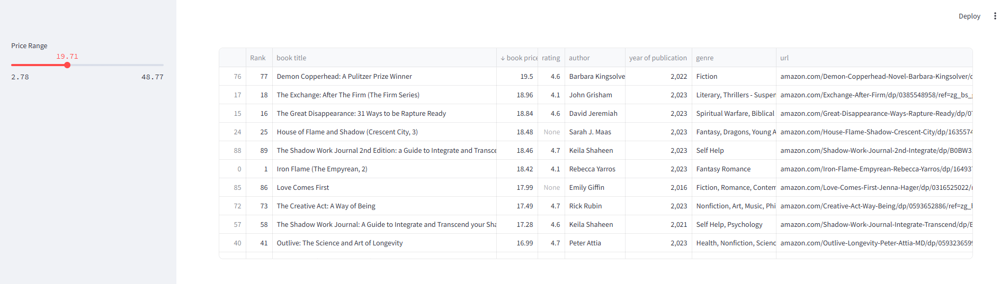 Deploy
Price Range
19.71
2.78 48.77
Rank book title ↓ book price rating author year of publication genre url
76 77 Demon Copperhead: A Pulitzer Prize Winner 19.5 4.6 Barbara Kingsolve 2,022 Fiction amazon.com/Demon-Copperhead-Novel-Barbara-Kingsolver/d
17 18 The Exchange: After The Firm (The Firm Series) 18.96 4.1 John Grisham 2,023 Literary, Thrillers - Suspen amazon.com/Exchange-After-Firm/dp/0385548958/ref=zg_bs_
15 16 The Great Disappearance: 31 Ways to be Rapture Ready 18.84 4.6 David Jeremiah 2,023 Spiritual Warfare, Biblical amazon.com/Great-Disappearance-Ways-Rapture-Ready/dp/0
24 25 House of Flame and Shadow (Crescent City, 3) 18.48 None Sarah J. Maas 2,023 Fantasy, Dragons, Young A amazon.com/House-Flame-Shadow-Crescent-City/dp/1635574
88 89 The Shadow Work Journal 2nd Edition: a Guide to Integrate and Transce 18.46 4.7 Keila Shaheen 2,023 Self Help amazon.com/Shadow-Work-Journal-2nd-Integrate/dp/B0BW3
0 1 Iron Flame (The Empyrean, 2) 18.42 4.1 Rebecca Yarros 2,023 Fantasy Romance amazon.com/Iron-Flame-Empyrean-Rebecca-Yarros/dp/16493
85 86 Love Comes First 17.99 None Emily Giffin 2,016 Fiction, Romance, Contem amazon.com/Love-Comes-First-Jenna-Hager/dp/0316525022/
72 73 The Creative Act: A Way of Being 17.49 4.7 Rick Rubin 2,023 Nonfiction, Art, Music, Phi amazon.com/Creative-Act-Way-Being/dp/0593652886/ref=zg_
57 58 The Shadow Work Journal: A Guide to Integrate and Transcend your Sha 17.28 4.6 Keila Shaheen 2,021 Self Help, Psychology amazon.com/Shadow-Work-Journal-Integrate-Transcend/dp/
40 41 Outlive: The Science and Art of Longevity 16.99 4.7 Peter Attia 2,023 Health, Nonfiction, Scienc amazon.com/Outlive-Longevity-Peter-Attia-MD/dp/059323659